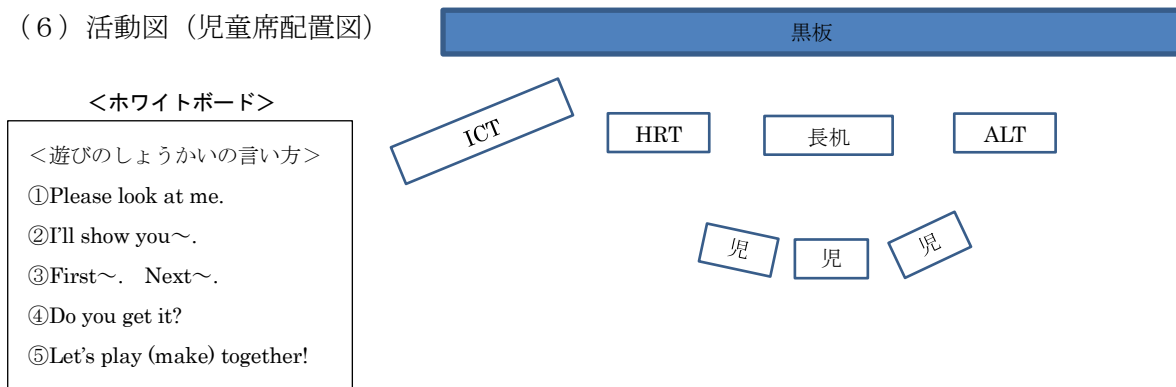 （６）活動図（児童席配置図）
黒板
＜ホワイトボード＞
ICT
HRT
長机
ALT
＜遊びのしょうかいの言い方＞
①Please look at me.
②I'll show you～.
③First～.　Next～.
④Do you get it?
⑤Let's play (make) together!
児
児
児